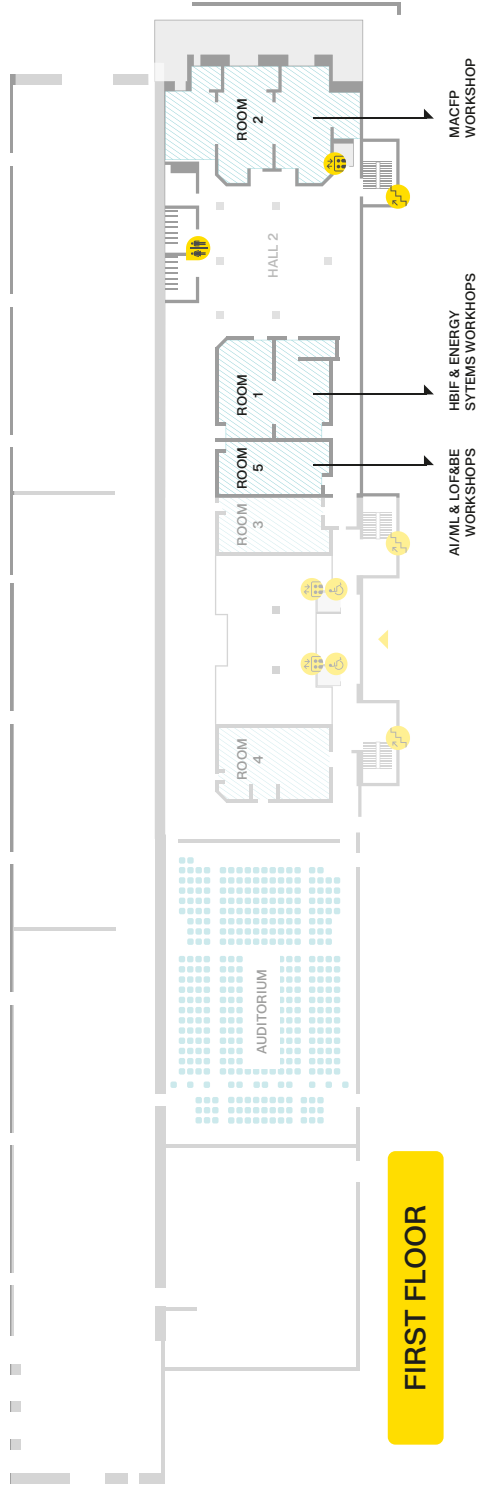 FIRST FLOOR
AUDITORIUM
ROOM
4
ROOM
3
ROOM
5
ROOM
1
HALL 2
ROOM
2
AI/ML & LOF&BE
WORKSHOPS
HBIF & ENERGY
SYTEMS WORKHOPS
MACFP
WORKSHOP